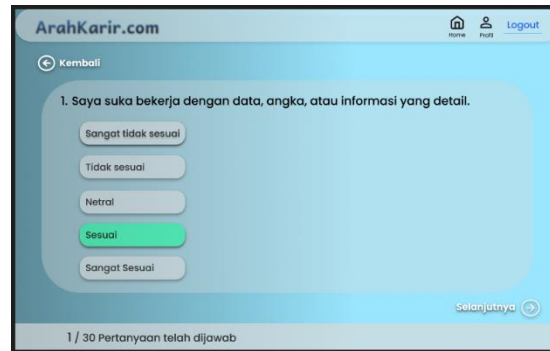 ArahKarir.com
Home
Profil
Logout
Kembali
1. Saya suka bekerja dengan data, angka, atau informasi yang detail.
Sangat tidak sesuai
Tidak sesuai
Netral
Sesuai
Sangat Sesuai
Selanjutnya
1 / 30 Pertanyaan telah dijawab